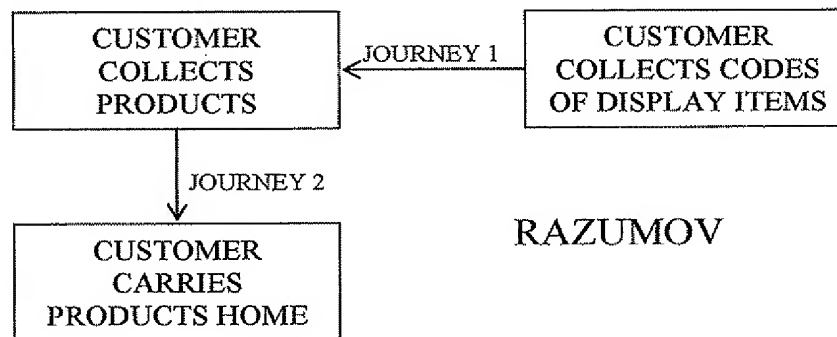 CUSTOMER
COLLECTS
PRODUCTS
JOURNEY 1
CUSTOMER
COLLECTS CODES
OF DISPLAY ITEMS
JOURNEY 2
CUSTOMER
CARRIES
PRODUCTS HOME
RAZUMOV